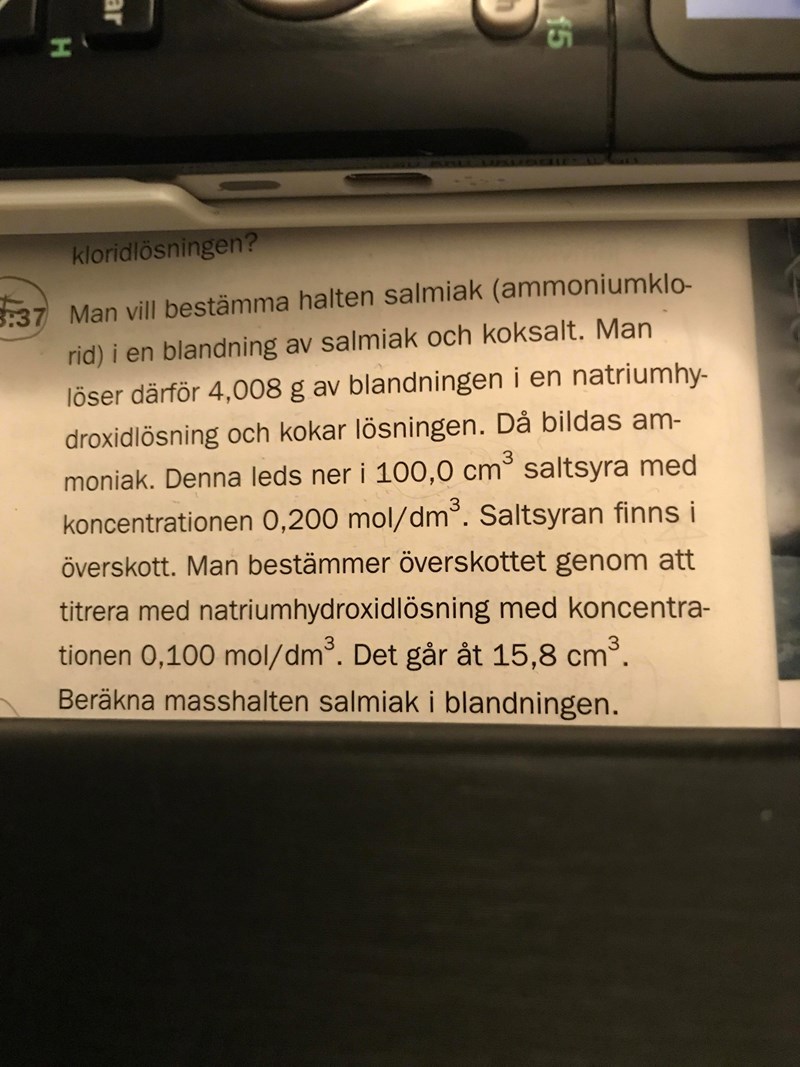 ar
H
h
15
kloridlösningen?
:37 Man vill bestämma halten salmiak (ammoniumklo-
rid) i en blandning av salmiak och koksalt. Man
löser därför 4,008 g av blandningen i en natriumhy-
droxidlösning och kokar lösningen. Då bildas am-
moniak. Denna leds ner i 100,0 cm³ saltsyra med
koncentrationen 0,200 mol/dm³. Saltsyran finns i
överskott. Man bestämmer överskottet genom att
titrera med natriumhydroxidlösning med koncentra-
tionen 0,100 mol/dm³. Det går åt 15,8 cm³.
Beräkna masshalten salmiak i blandningen.